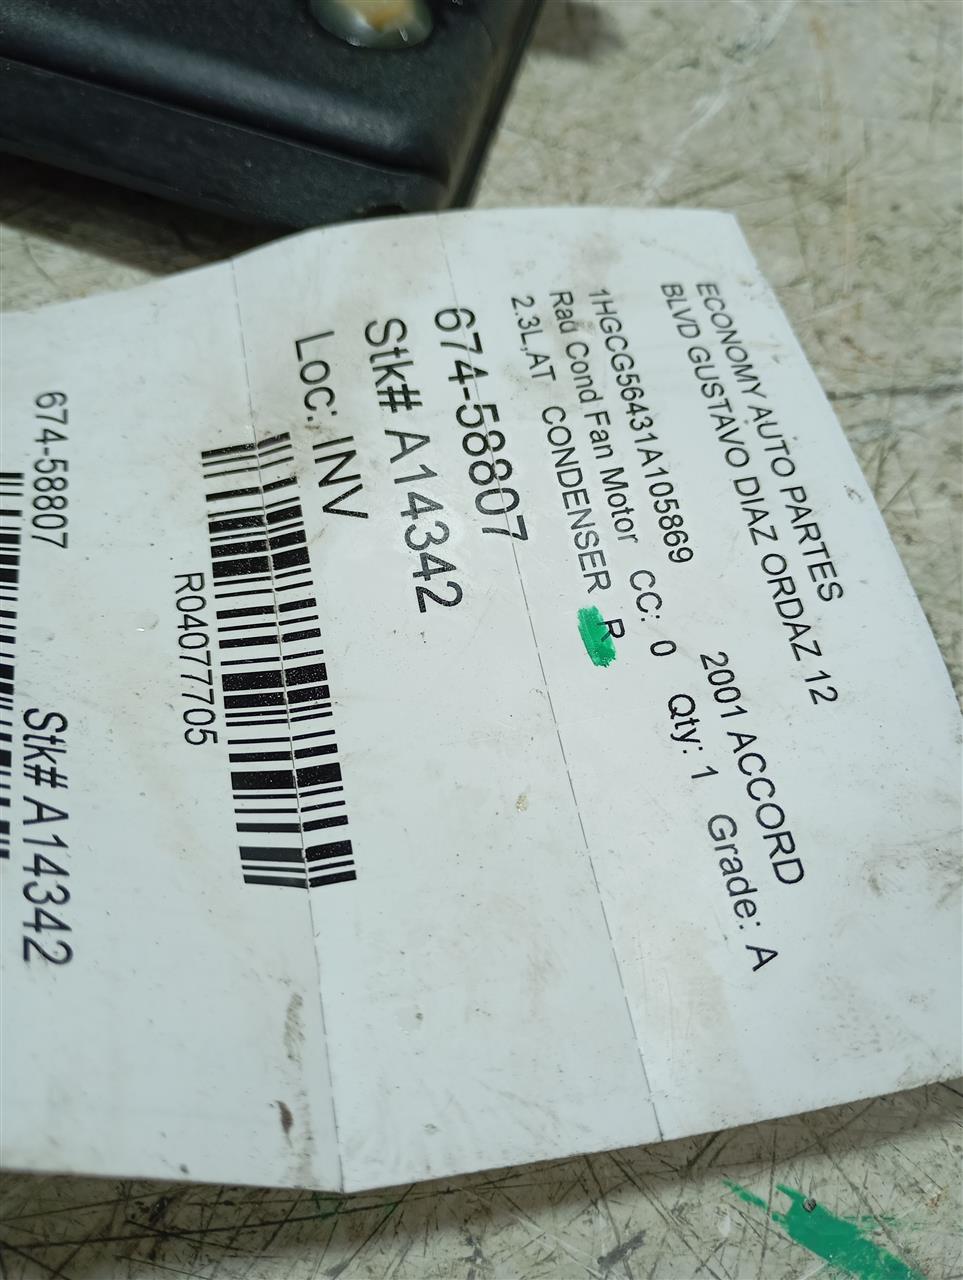 ECONOMY AUTO PARTES
BLVD GUSTAVO DIAZ ORDAZ 12
1HGCG56431A105869 2001 ACCORD
Rad Cond Fan Motor CC: 0 Qty: 1 Grade: A
2.3L,AT CONDENSER R
674-58807
Stk# A14342
Loc: INV
R04077705
674-58807 Stk# A14342